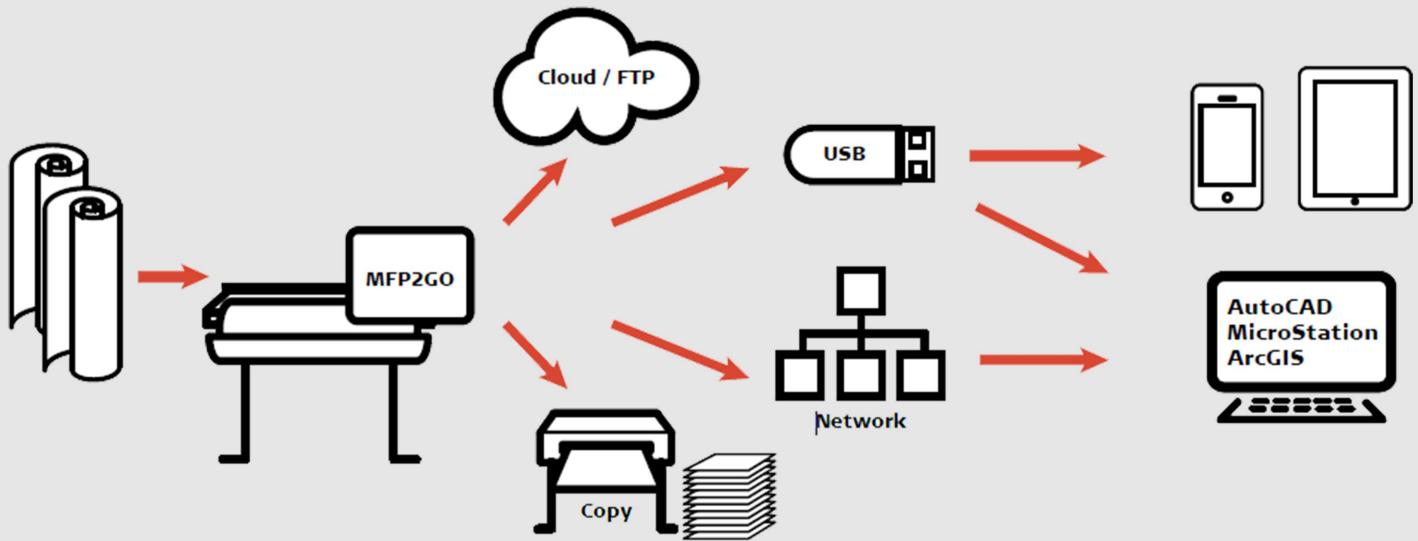 Cloud / FTP
USB
MFP2GO
AutoCAD
MicroStation
ArcGIS
Network
Copy